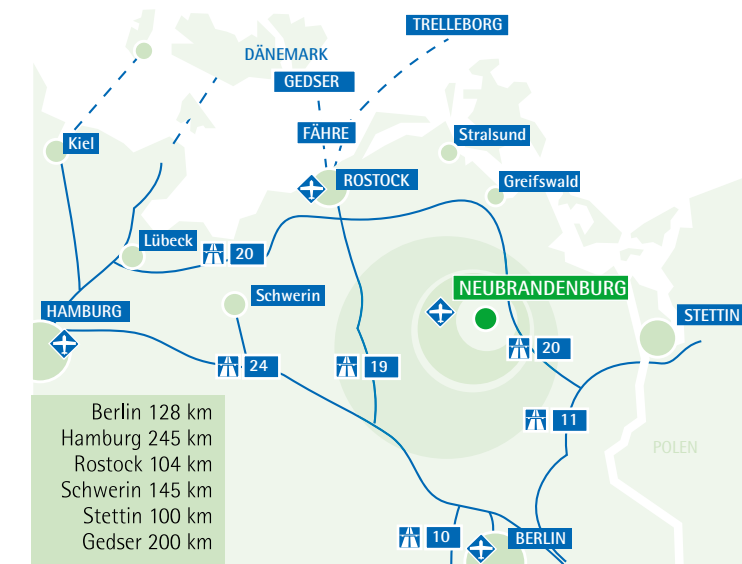 TRELLEBORG
DÄNEMARK
GEDSER
FÄHRE
Stralsund
Kiel
ROSTOCK
Greifswald
Lübeck
20
NEUBRANDENBURG
Schwerin
HAMBURG
STETTIN
20
24
19
11
POLEN
10
BERLIN
Berlin 128 km
Hamburg 245 km
Rostock 104 km
Schwerin 145 km
Stettin 100 km
Gedser 200 km